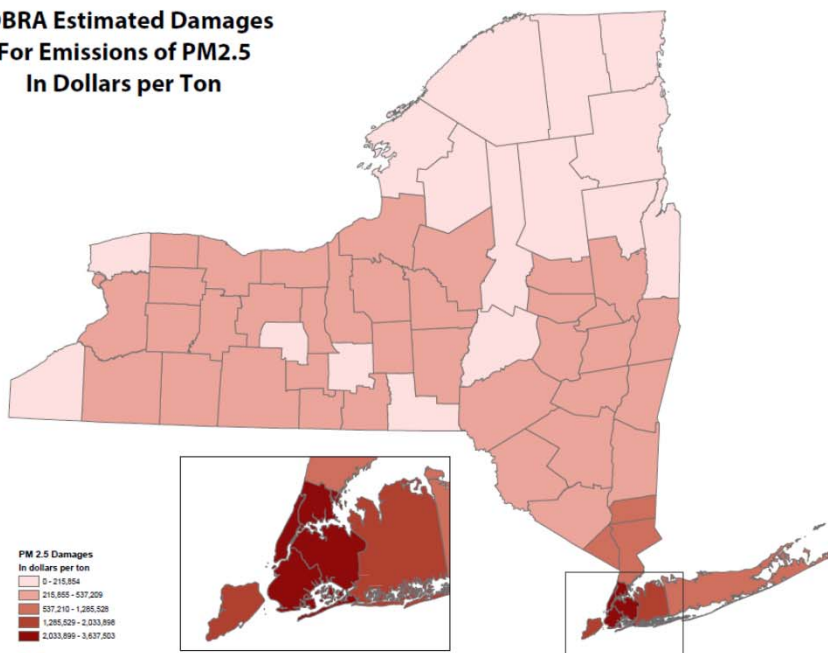 OBRA Estimated Damages
For Emissions of PM2.5
In Dollars per Ton
PM 2.5 Damages
In dollars per ton
0 - 215,854
215,855 - 537,209
537,210 - 1,285,528
1,285,529 - 2,033,898
2,033,899 - 3,637,503